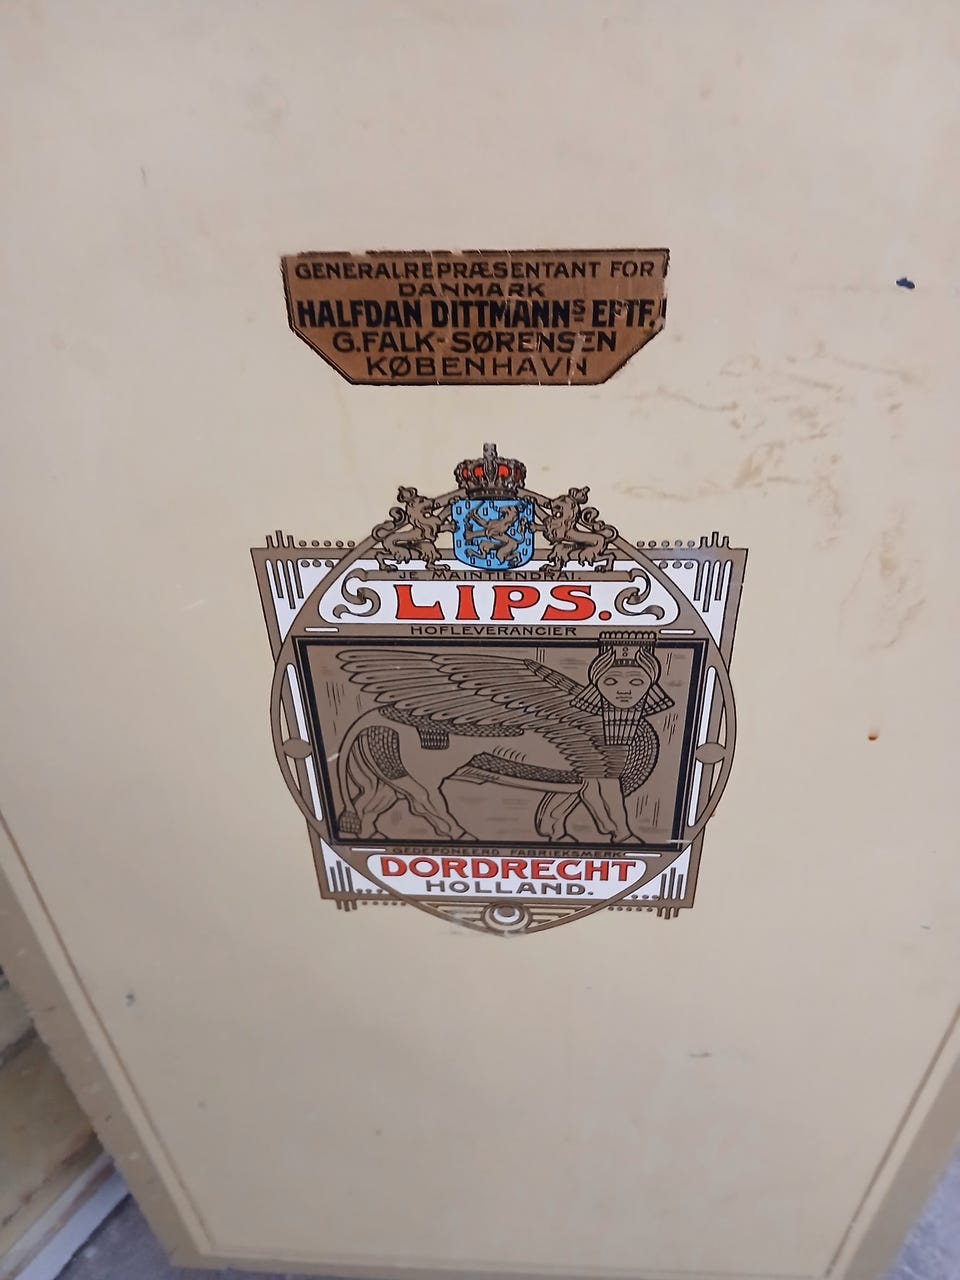 GENERALREPRÆSENTANT FOR
DANMARK
HALFDAN DITTMANNS EFTF.
G. FALK-SØRENSEN
KØBENHAVN
JE MAINTIENDRAI.
LIPS.
HOFLEVERANCIER
GEDEPONEERD FABRIEKSMERK
DORDRECHT
HOLLAND.